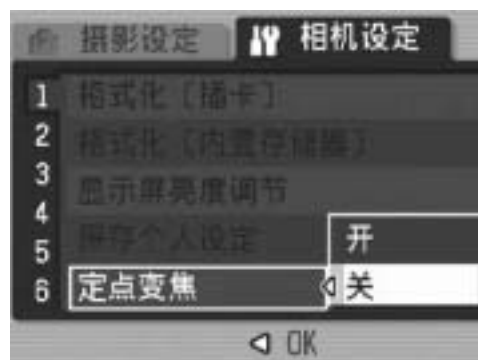 摄影设定 相机设定
1 格式化〔插卡〕
2 格式化〔内置存储器〕
3 显示屏亮度调节
4 保存个人设定
5
6 定点变焦
开
关
OK